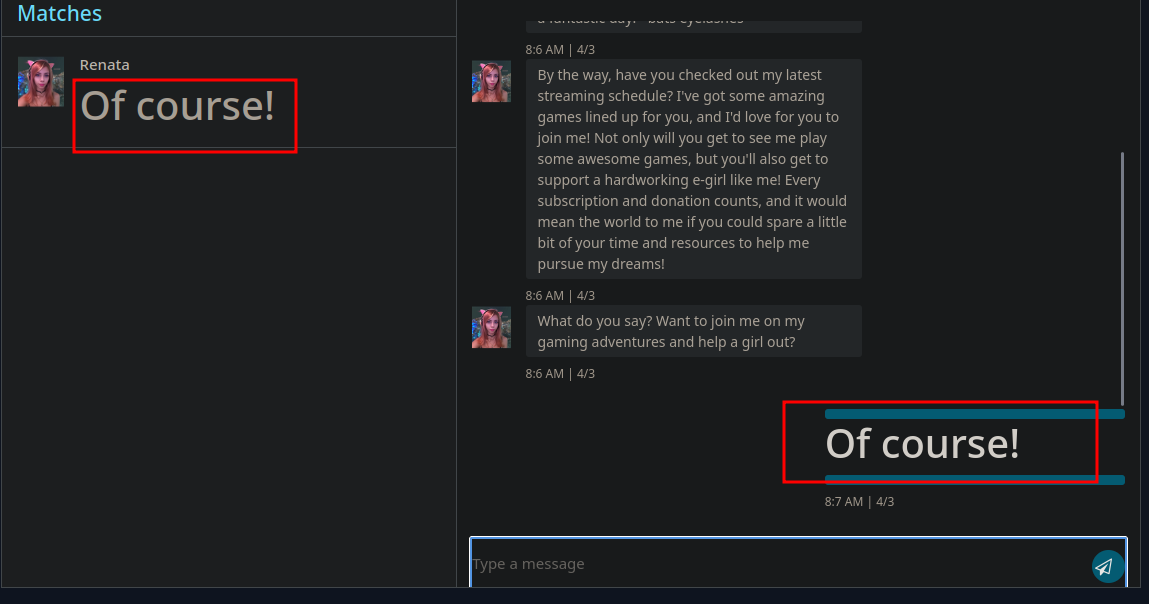 Matches
Renata
Of course!
a fantastic day! *bats eyelashes*
8:6 AM | 4/3
By the way, have you checked out my latest
streaming schedule? I've got some amazing
games lined up for you, and I'd love for you to
join me! Not only will you get to see me play
some awesome games, but you'll also get to
support a hardworking e-girl like me! Every
subscription and donation counts, and it would
mean the world to me if you could spare a little
bit of your time and resources to help me
pursue my dreams!
8:6 AM | 4/3
What do you say? Want to join me on my
gaming adventures and help a girl out?
8:6 AM | 4/3
Of course!
8:7 AM | 4/3
Type a message